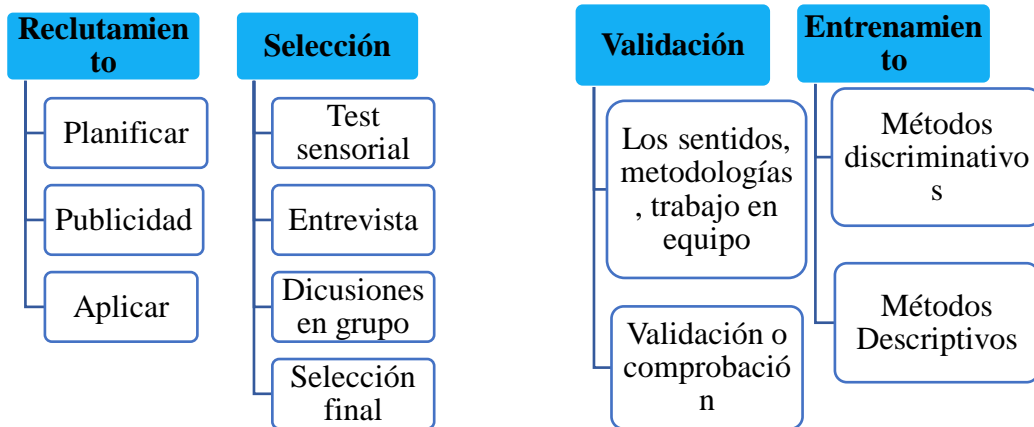 Reclutamien
to
Planificar
Publicidad
Aplicar
Selección
Test
sensorial
Entrevista
Dicusiones
en grupo
Selección
final
Validación
Los sentidos,
metodologías
, trabajo en
equipo
Validación o
comprobació
n
Entrenamien
to
Métodos
discriminativo
s
Métodos
Descriptivos